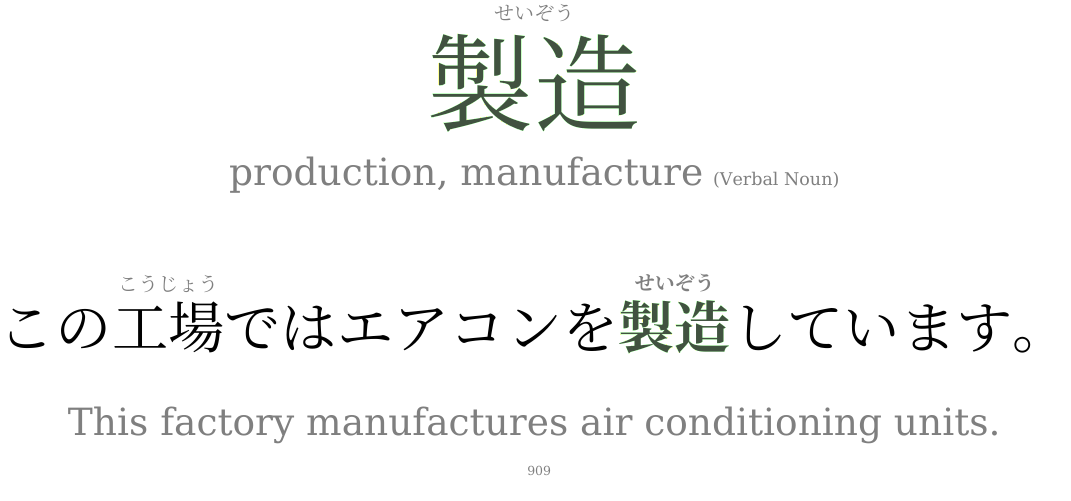 せいぞう
製造
production, manufacture (Verbal Noun)
こうじょう せいぞう
この工場ではエアコンを製造しています。
This factory manufactures air conditioning units.
909